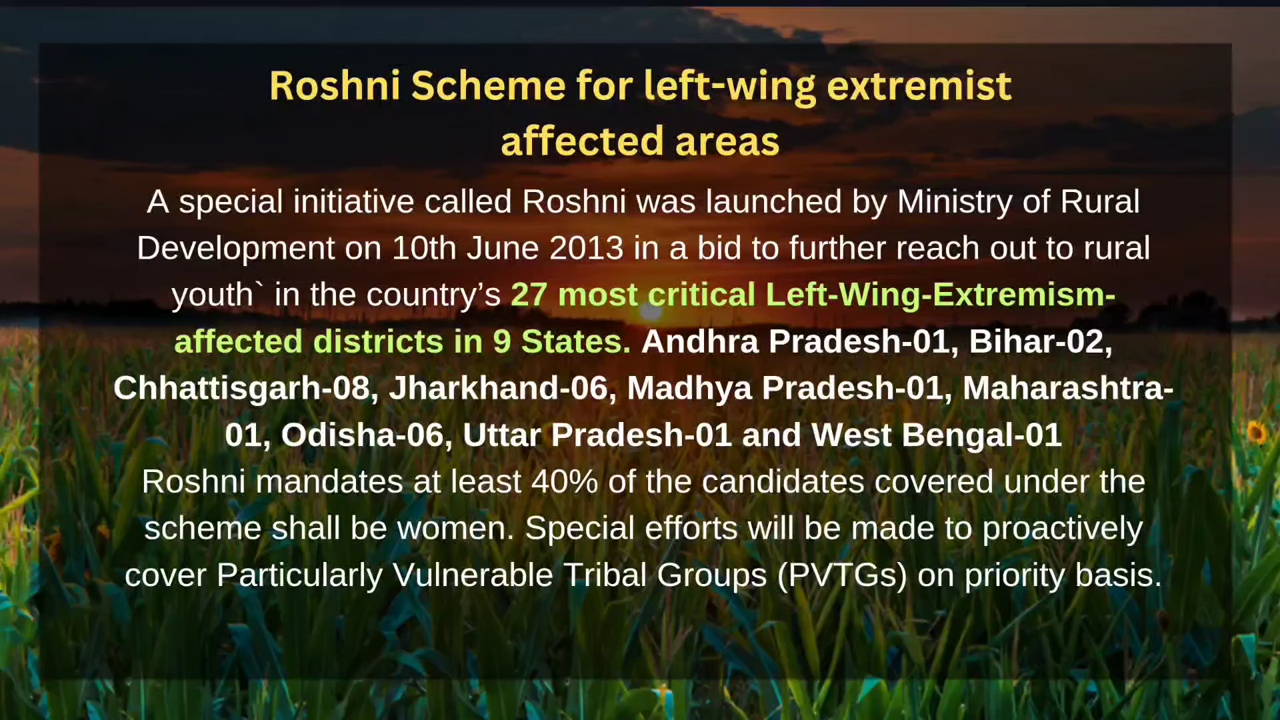 Roshni Scheme for left-wing extremist
affected areas
A special initiative called Roshni was launched by Ministry of Rural
Development on 10th June 2013 in a bid to further reach out to rural
youth` in the country’s 27 most critical Left-Wing-Extremism-
affected districts in 9 States. Andhra Pradesh-01, Bihar-02,
Chhattisgarh-08, Jharkhand-06, Madhya Pradesh-01, Maharashtra-
01, Odisha-06, Uttar Pradesh-01 and West Bengal-01
Roshni mandates at least 40% of the candidates covered under the
scheme shall be women. Special efforts will be made to proactively
cover Particularly Vulnerable Tribal Groups (PVTGs) on priority basis.